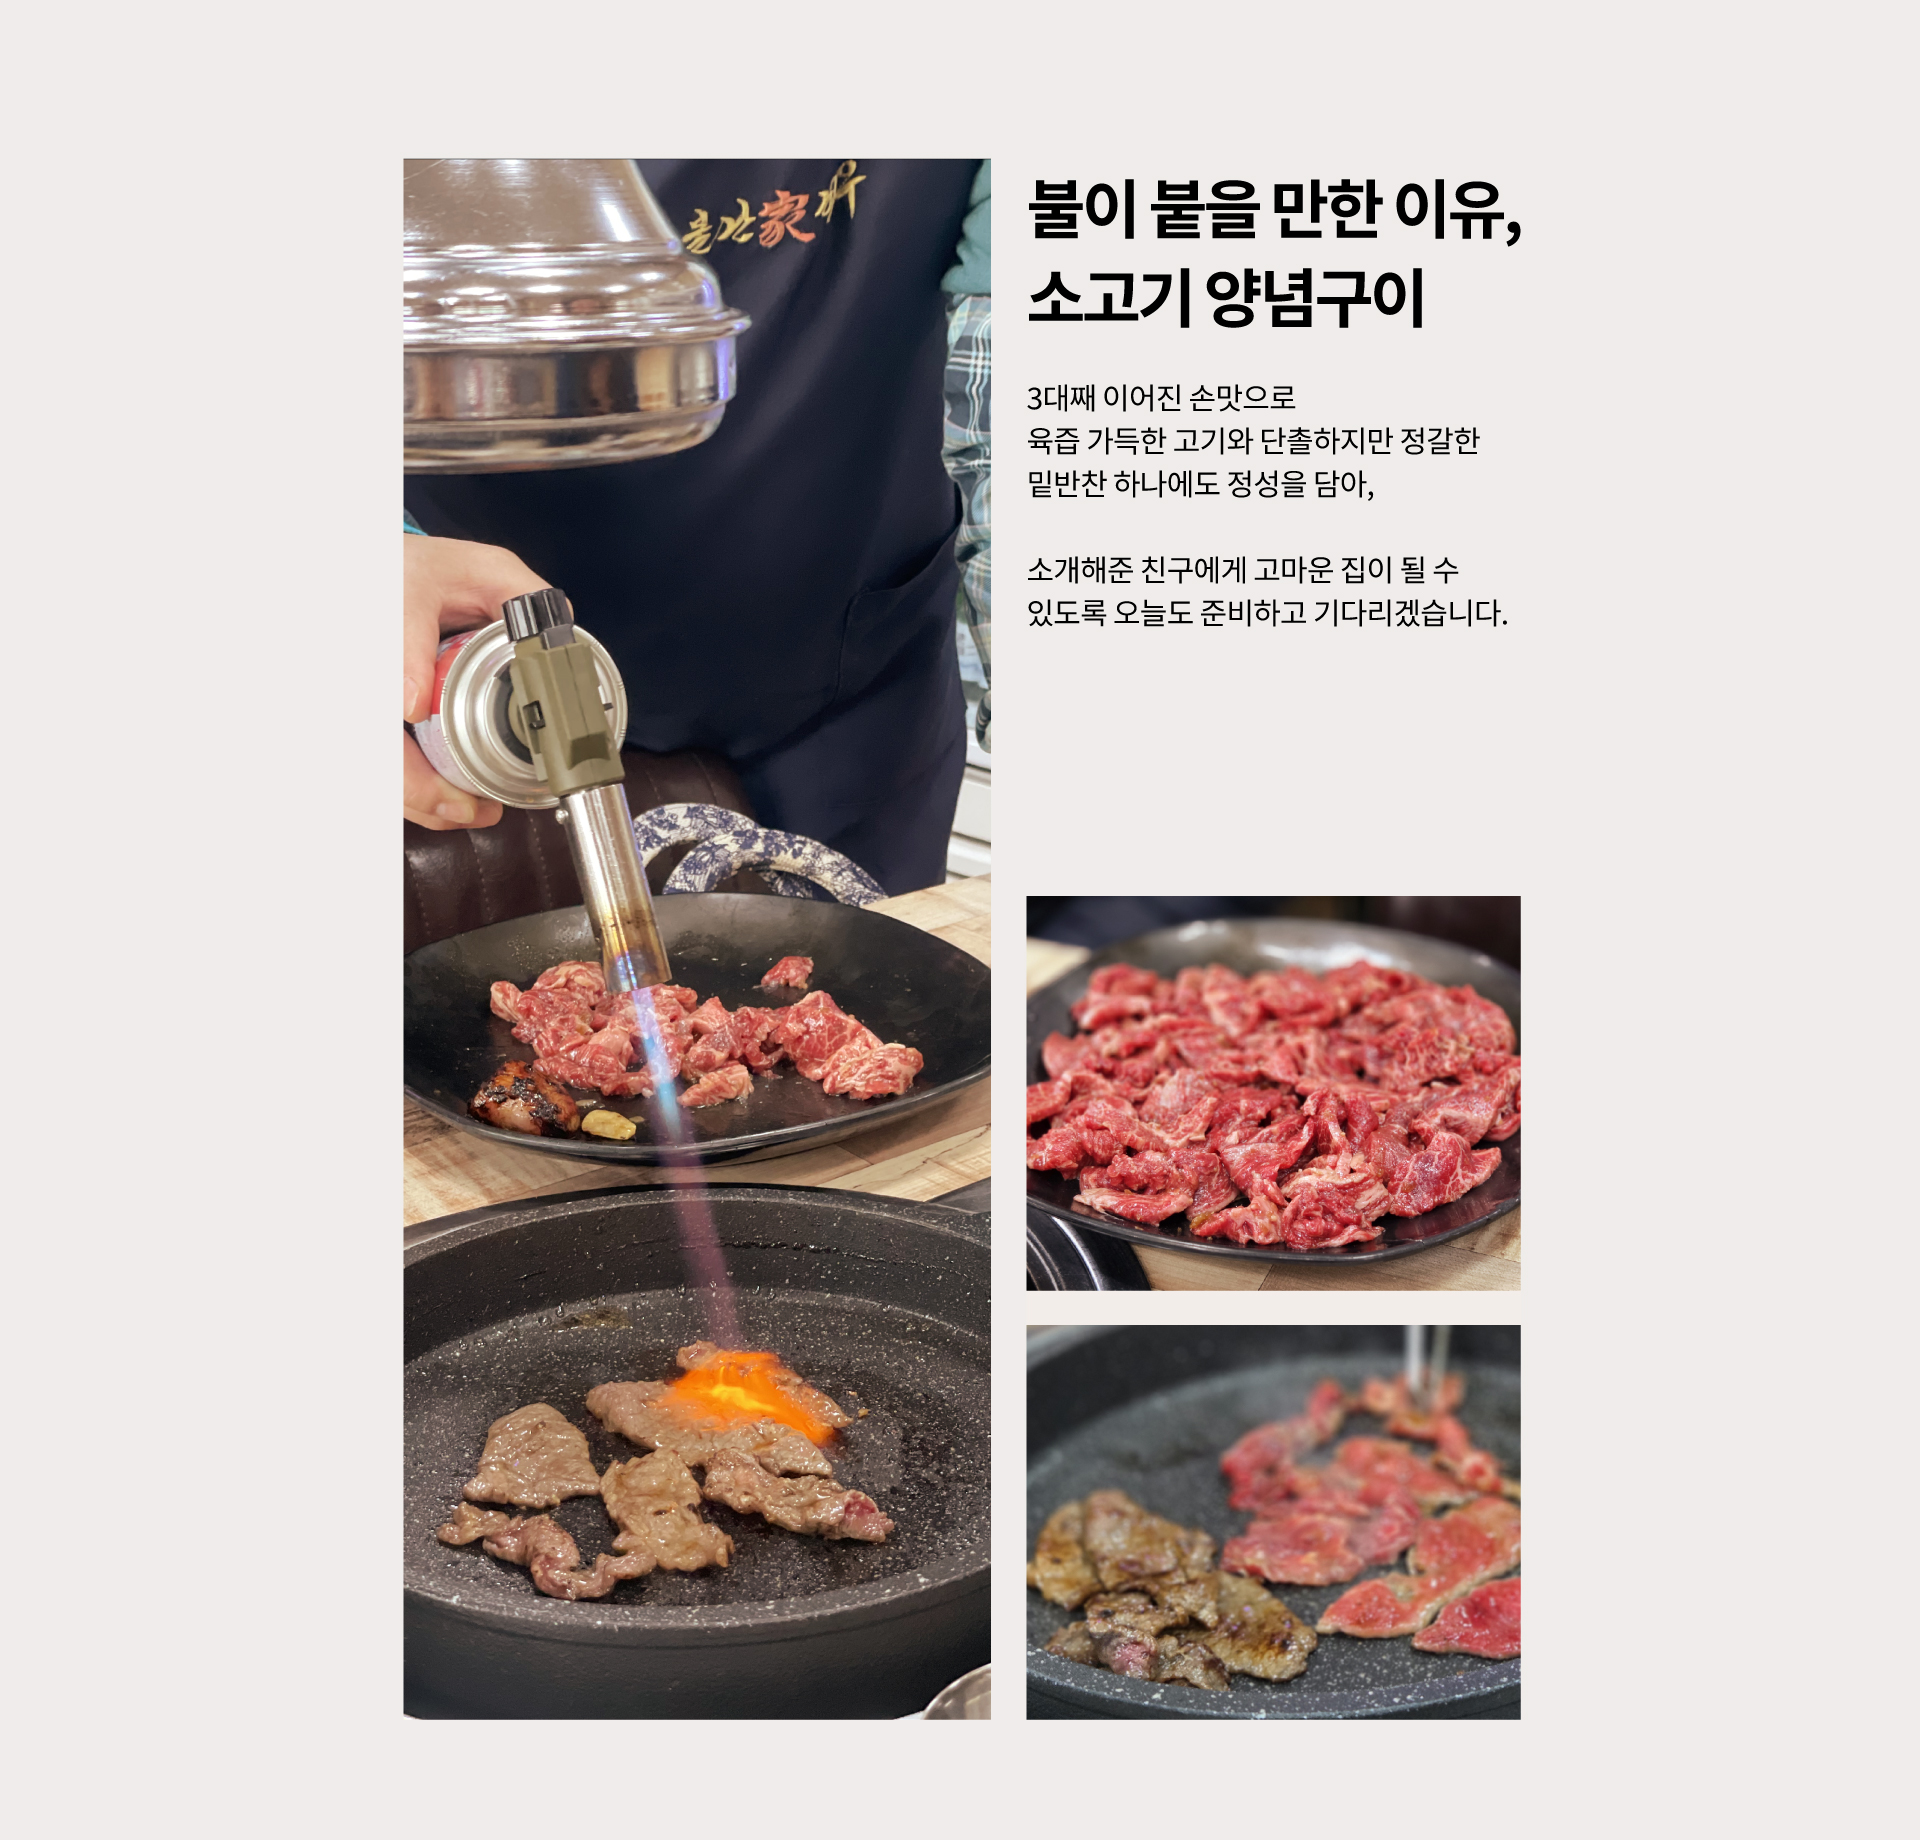 불이 붙을 만한 이유,
소고기 양념구이
3대째 이어진 손맛으로
육즙 가득한 고기와 단촐하지만 정갈한
밑반찬 하나에도 정성을 담아,
소개해준 친구에게 고마운 집이 될 수
있도록 오늘도 준비하고 기다리겠습니다.
家